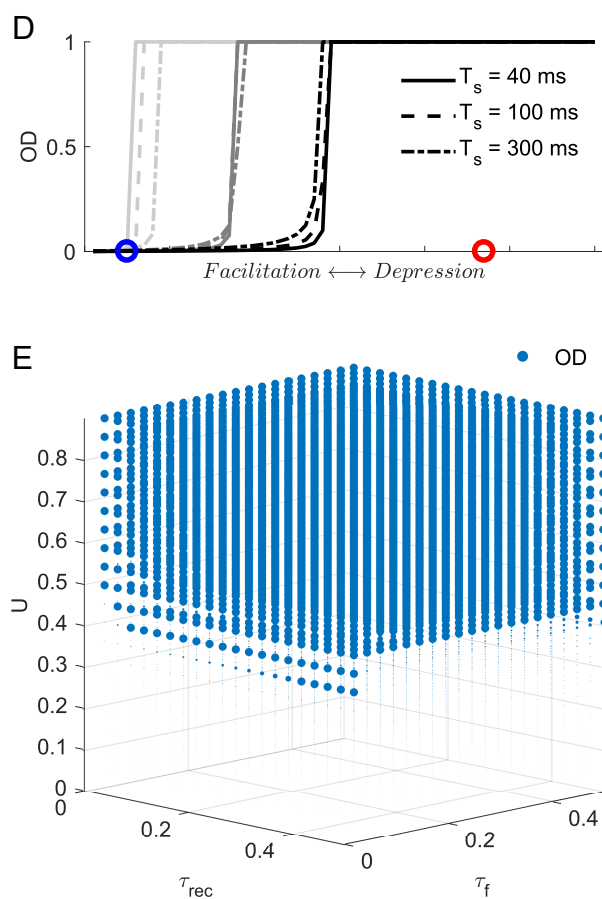 D
1
T_s = 40 ms
T_s = 100 ms
0.5
T_s = 300 ms
OD
0
Facilitation ⟷ Depression
E
OD
0.8
0.7
0.6
0.5
U
0.4
0.3
0.2
0.1
0
0
0.2
0.4
τ_rec
0
0.2
0.4
τ_f